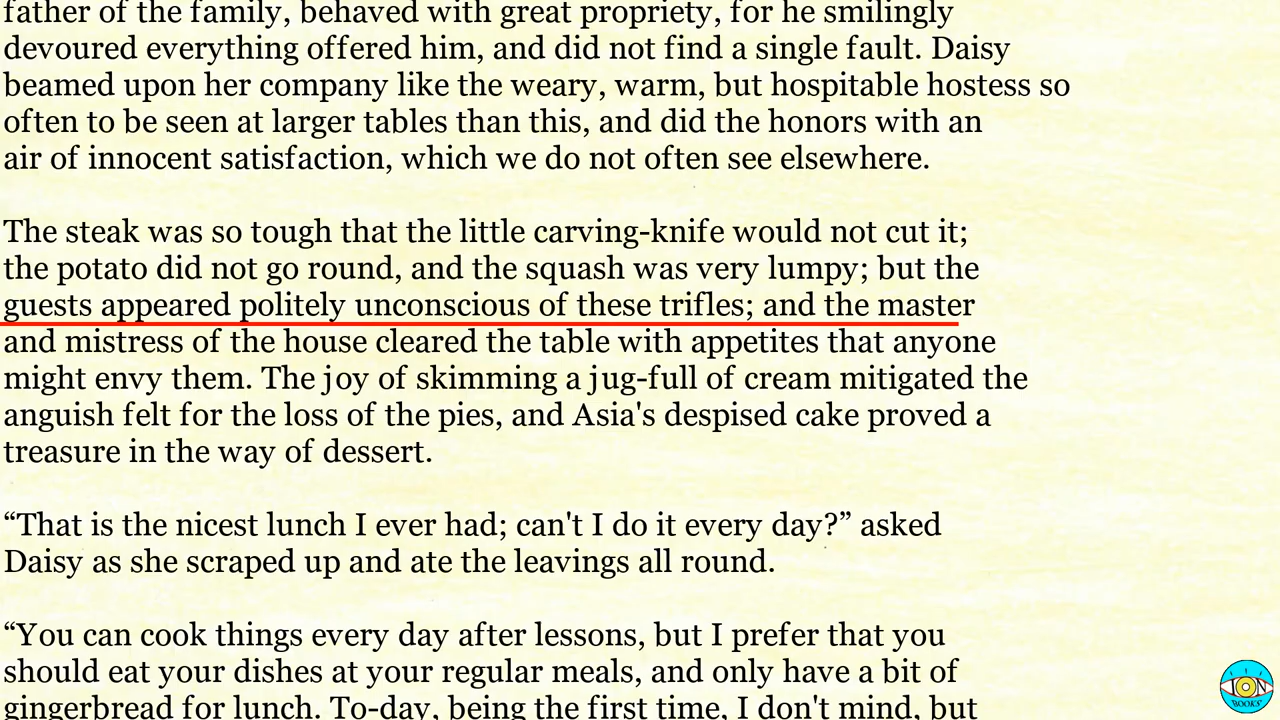 father of the family, behaved with great propriety, for he smilingly
devoured everything offered him, and did not find a single fault. Daisy
beamed upon her company like the weary, warm, but hospitable hostess so
often to be seen at larger tables than this, and did the honors with an
air of innocent satisfaction, which we do not often see elsewhere.
The steak was so tough that the little carving-knife would not cut it;
the potato did not go round, and the squash was very lumpy; but the
guests appeared politely unconscious of these trifles; and the master
and mistress of the house cleared the table with appetites that anyone
might envy them. The joy of skimming a jug-full of cream mitigated the
anguish felt for the loss of the pies, and Asia's despised cake proved a
treasure in the way of dessert.
“That is the nicest lunch I ever had; can't I do it every day?” asked
Daisy as she scraped up and ate the leavings all round.
“You can cook things every day after lessons, but I prefer that you
should eat your dishes at your regular meals, and only have a bit of
gingerbread for lunch. To-day, being the first time, I don't mind, but
ION
BOOKS